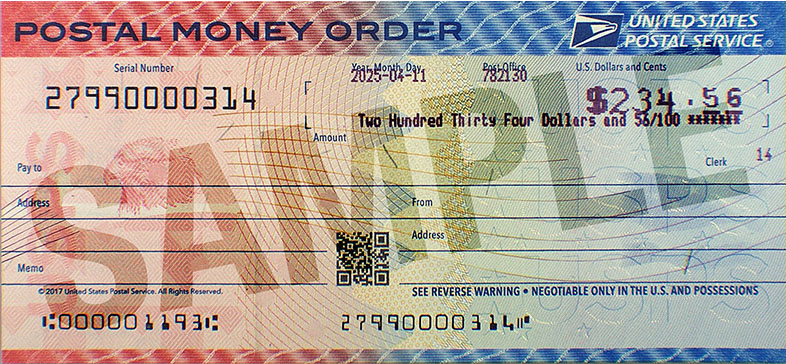 POSTAL MONEY ORDER
UNITED STATES
POSTAL SERVICE®
Serial Number
Year, Month, Day
Post Office
U.S. Dollars and Cents
27990000314
2025-04-11
782130
$234.56
Amount
Two Hundred Thirty Four Dollars and 56/100 *******
Pay to
Clerk
14
Address
From
Address
Memo
SAMPLE
© 2017 United States Postal Service. All Rights Reserved.
SEE REVERSE WARNING • NEGOTIABLE ONLY IN THE U.S. AND POSSESSIONS
⑆000001193⑆
27990000314⑈